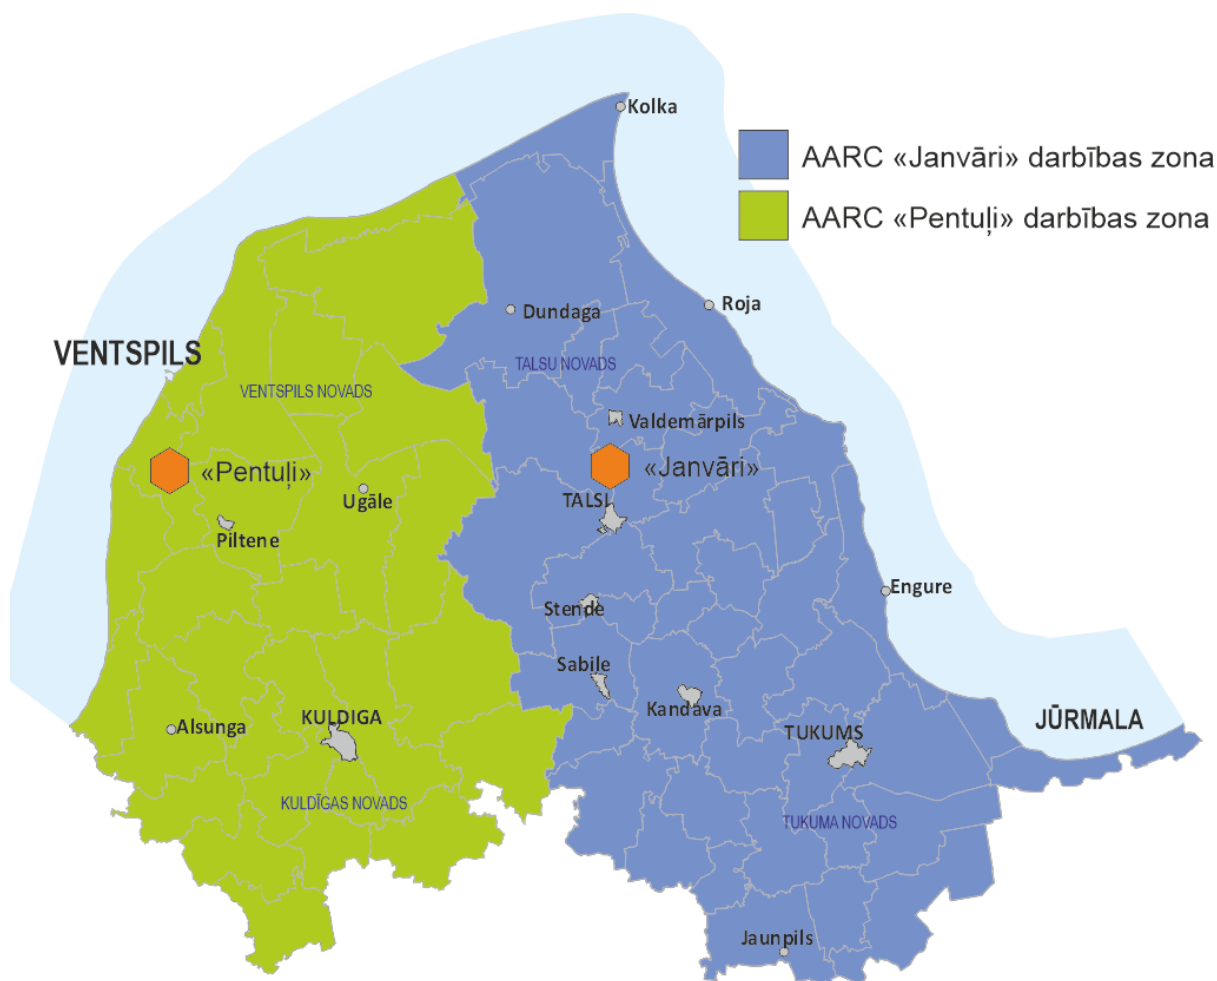 Kolka
AARC «Janvāri» darbības zona
AARC «Pentuļi» darbības zona
Roja
Dundaga
VENTSPILS
TALSU NOVADS
VENTSPILS NOVADS
Valdemārpils
«Pentuļi»
«Janvāri»
Ugāle
TALSI
Piltene
Engure
Stende
Sabile
Kandava
Alsunga
KULDIGA
TUKUMS
JŪRMALA
KULDĪGAS NOVADS
TUKUMA NOVADS
Jaunpils